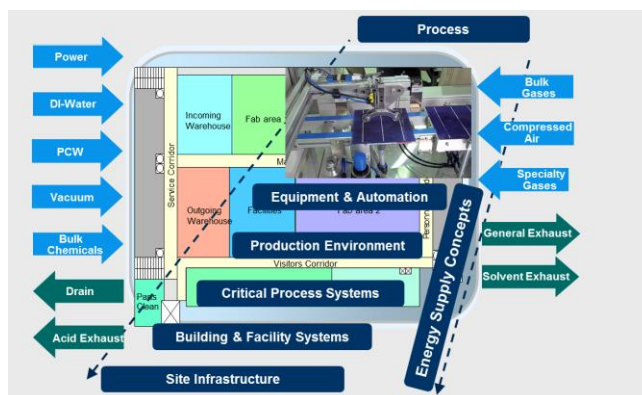 Process
Power
DI-Water
PCW
Vacuum
Bulk
Chemicals
Drain
Acid Exhaust
Incoming
Warehouse
Fab area
Service Corridor
Outgoing
Warehouse
Facilities
Fab area 2
Visitors Corridor
Parts
Clean
Equipment & Automation
Production Environment
Critical Process Systems
Building & Facility Systems
Site Infrastructure
Energy Supply Concepts
Bulk
Gases
Compressed
Air
Specialty
Gases
General Exhaust
Solvent Exhaust